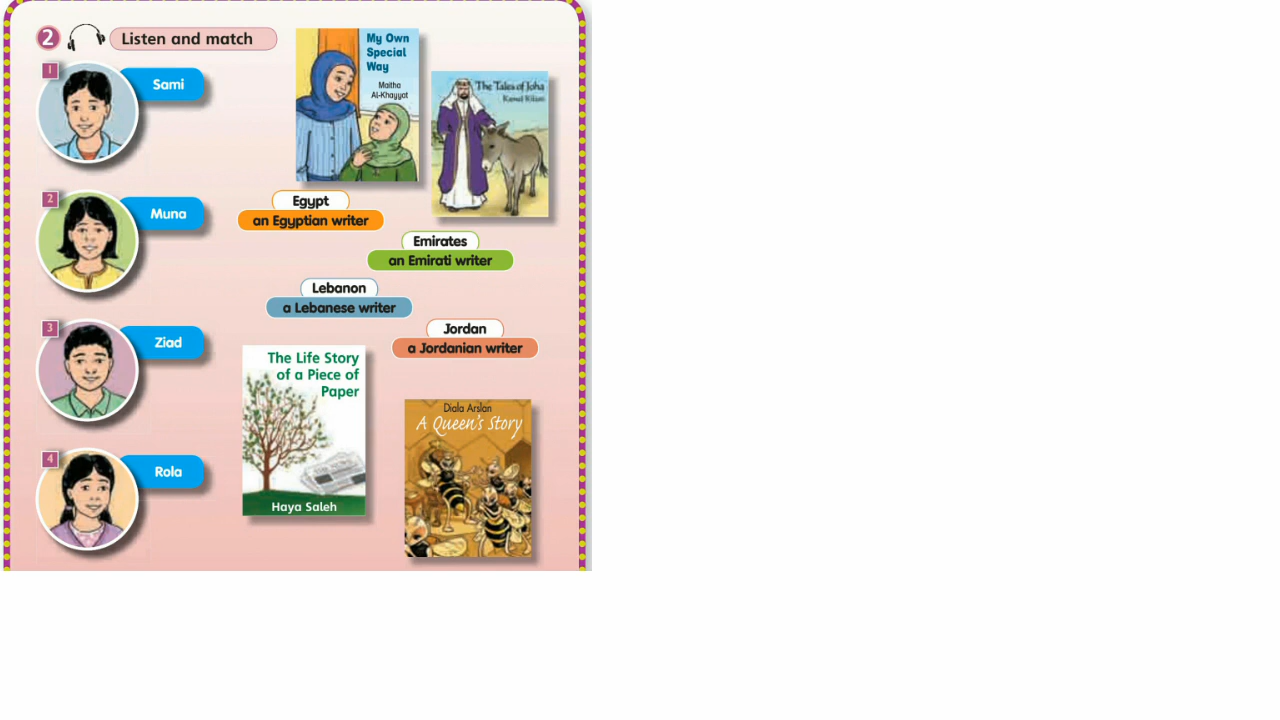 2 Listen and match
1
Sami
2
Muna
3
Ziad
4
Rola
My Own
Special
Way
Maitha
Al-Khayyat
The Tales of Joha
Kamel Kilani
Egypt
an Egyptian writer
Emirates
an Emirati writer
Lebanon
a Lebanese writer
Jordan
a Jordanian writer
The Life Story
of a Piece of
Paper
Haya Saleh
Diala Arslan
A Queen's Story